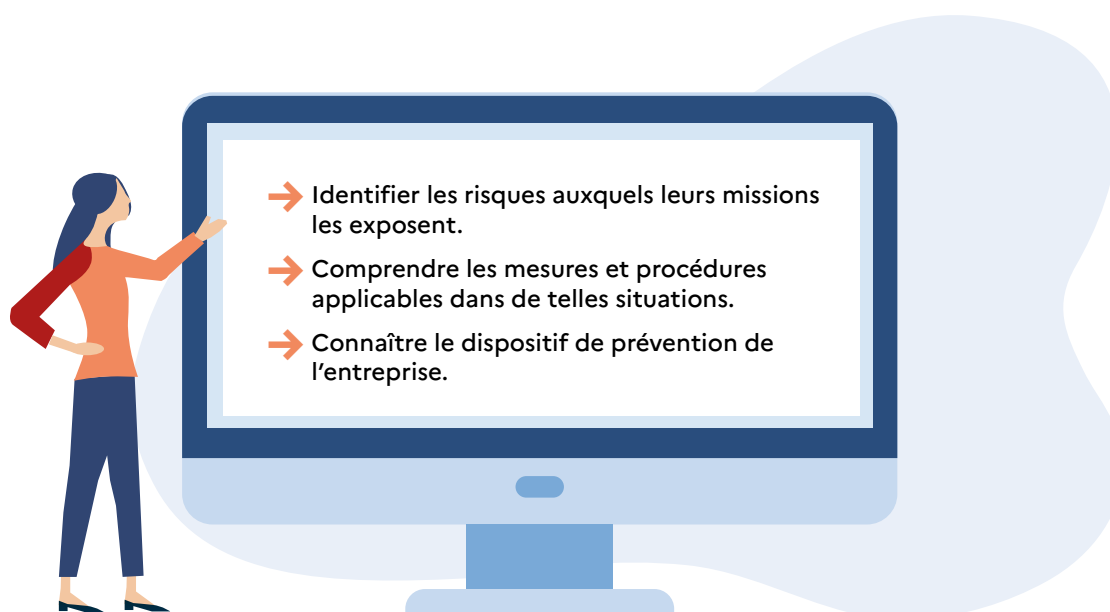 Identifier les risques auxquels leurs missions
les exposent.
Comprendre les mesures et procédures
applicables dans de telles situations.
Connaître le dispositif de prévention de
l’entreprise.